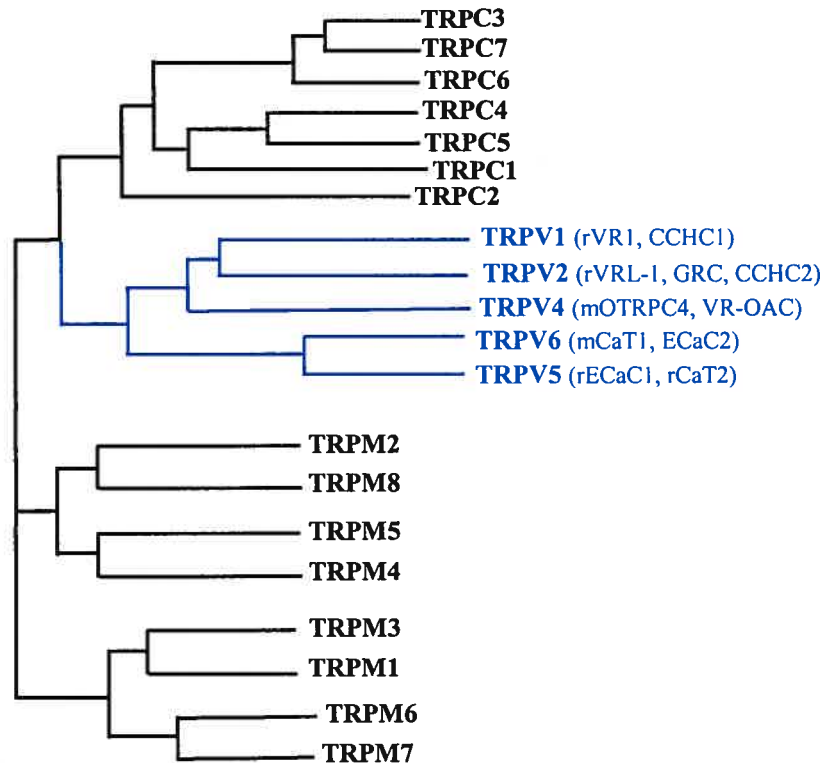 TRPC3
TRPC7
TRPC6
TRPC4
TRPC5
TRPC1
TRPC2
TRPV1 (rVR1, CCHC1)
TRPV2 (rVRL-1, GRC, CCHC2)
TRPV4 (mOTRPC4, VR-OAC)
TRPV6 (mCaT1, ECaC2)
TRPV5 (rECaC1, rCaT2)
TRPM2
TRPM8
TRPM5
TRPM4
TRPM3
TRPM1
TRPM6
TRPM7